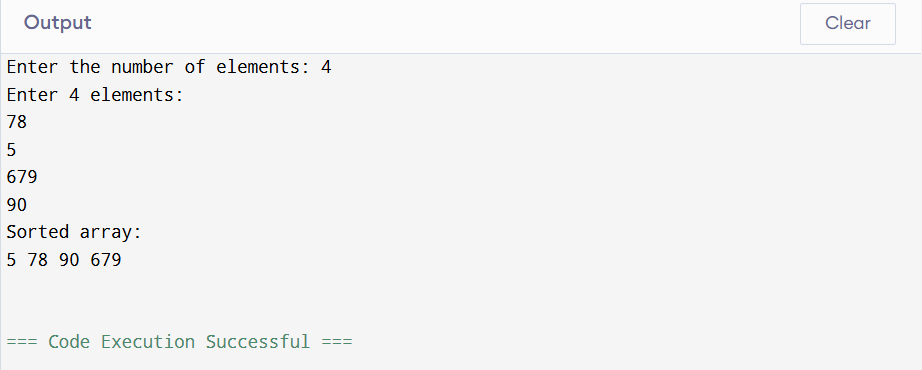 Output
Clear
Enter the number of elements: 4
Enter 4 elements:
78
5
679
90
Sorted array:
5 78 90 679
=== Code Execution Successful ===